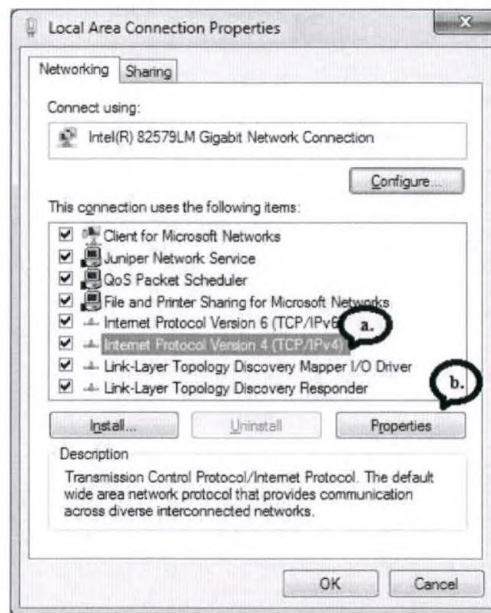 Local Area Connection Properties
x
Networking Sharing
Connect using:
Intel(R) 82579LM Gigabit Network Connection
Configure...
This connection uses the following items:
Client for Microsoft Networks
Juniper Network Service
QoS Packet Scheduler
File and Printer Sharing for Microsoft Networks
Internet Protocol Version 6 (TCP/IPv6
a.
Internet Protocol Version 4 (TCP/IPv4)
Link-Layer Topology Discovery Mapper I/O Driver
Link-Layer Topology Discovery Responder
b.
Install... Uninstall Properties
Description
Transmission Control Protocol/Internet Protocol. The default
wide area network protocol that provides communication
across diverse interconnected networks.
OK Cancel